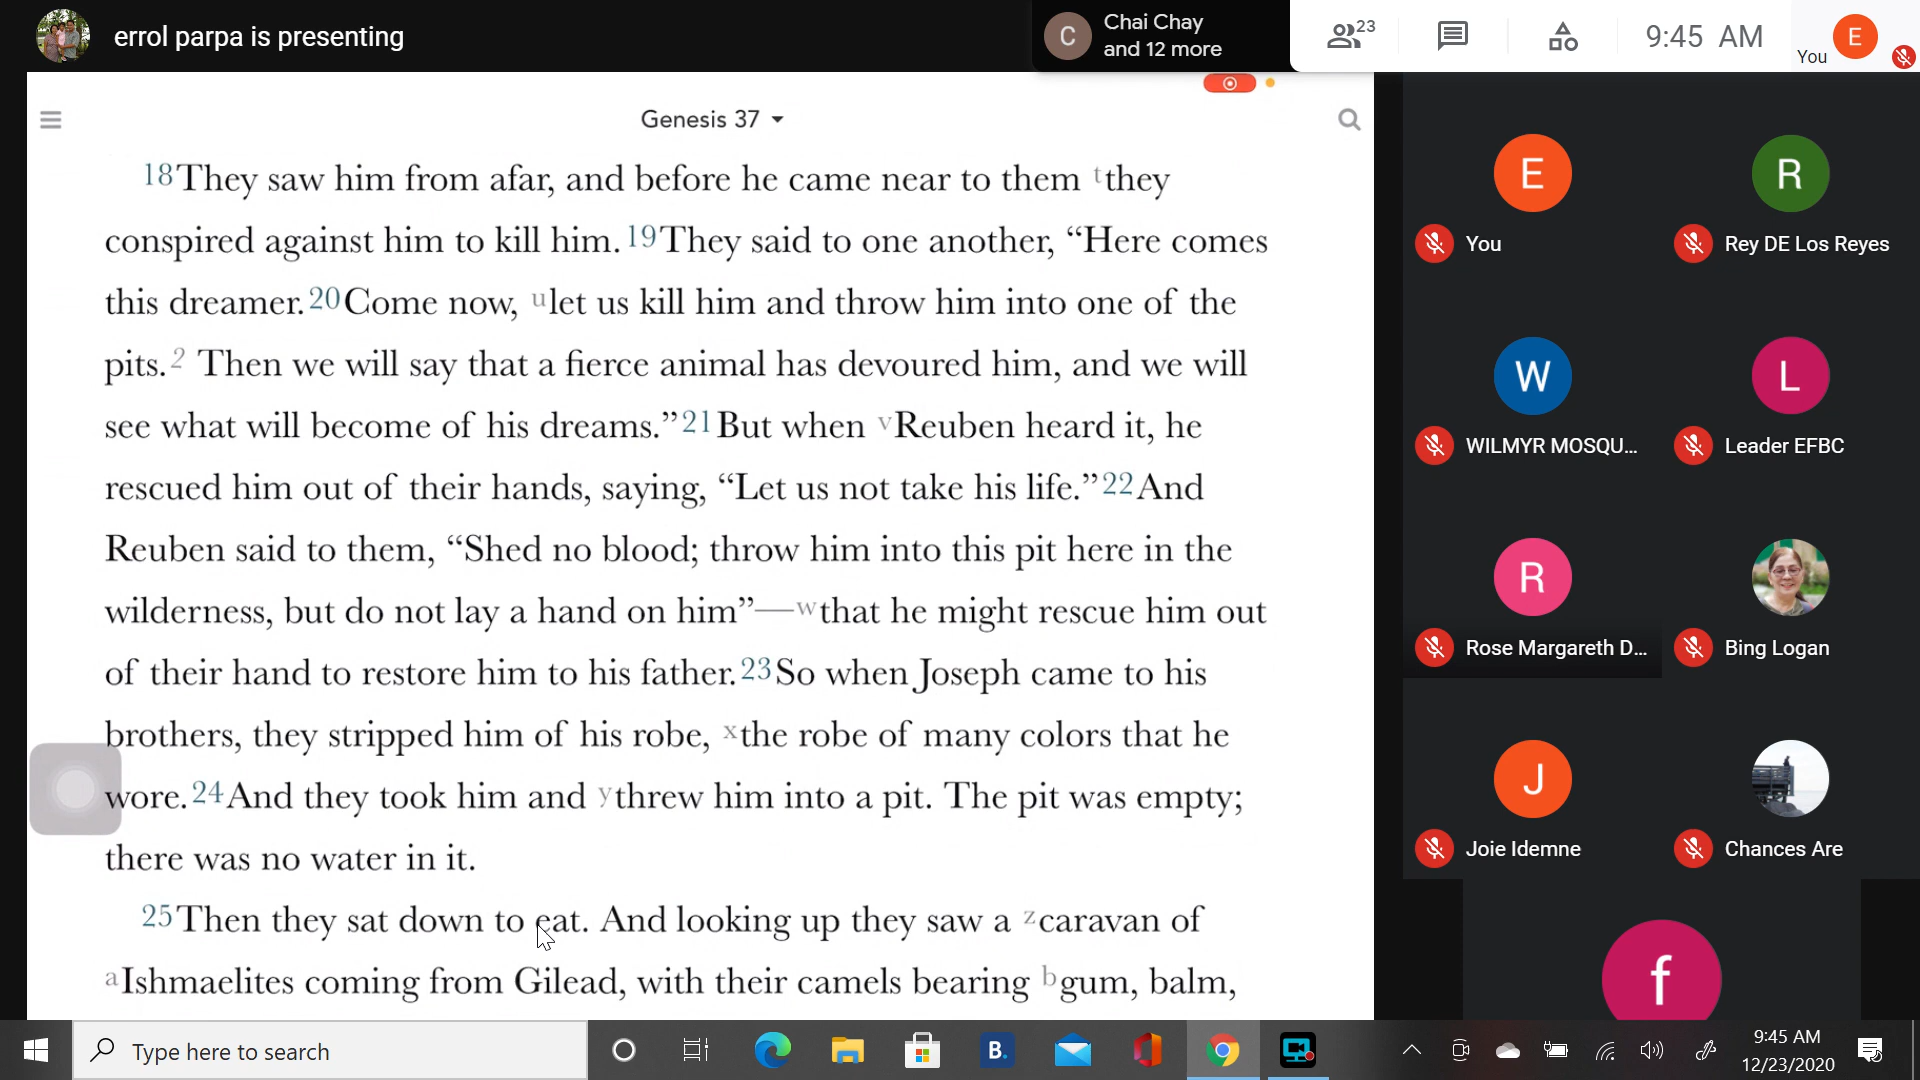 errol parpa is presenting
C
Chai Chay
and 12 more
23
9:45 AM
You
E
Genesis 37
18They saw him from afar, and before he came near to them tthey
conspired against him to kill him.19They said to one another, “Here comes
this dreamer.20Come now, ulet us kill him and throw him into one of the
pits.2 Then we will say that a fierce animal has devoured him, and we will
see what will become of his dreams.”21But when vReuben heard it, he
rescued him out of their hands, saying, “Let us not take his life.”22And
Reuben said to them, “Shed no blood; throw him into this pit here in the
wilderness, but do not lay a hand on him”—wthat he might rescue him out
of their hand to restore him to his father.23So when Joseph came to his
brothers, they stripped him of his robe, xthe robe of many colors that he
wore.24And they took him and ythrew him into a pit. The pit was empty;
there was no water in it.
25Then they sat down to eat. And looking up they saw a zcaravan of
aIshmaelites coming from Gilead, with their camels bearing bgum, balm,
E
You
R
Rey DE Los Reyes
W
WILMYR MOSQU...
L
Leader EFBC
R
Rose Margareth D...
Bing Logan
J
Joie Idemne
Chances Are
f
Type here to search
B.
9:45 AM
12/23/2020